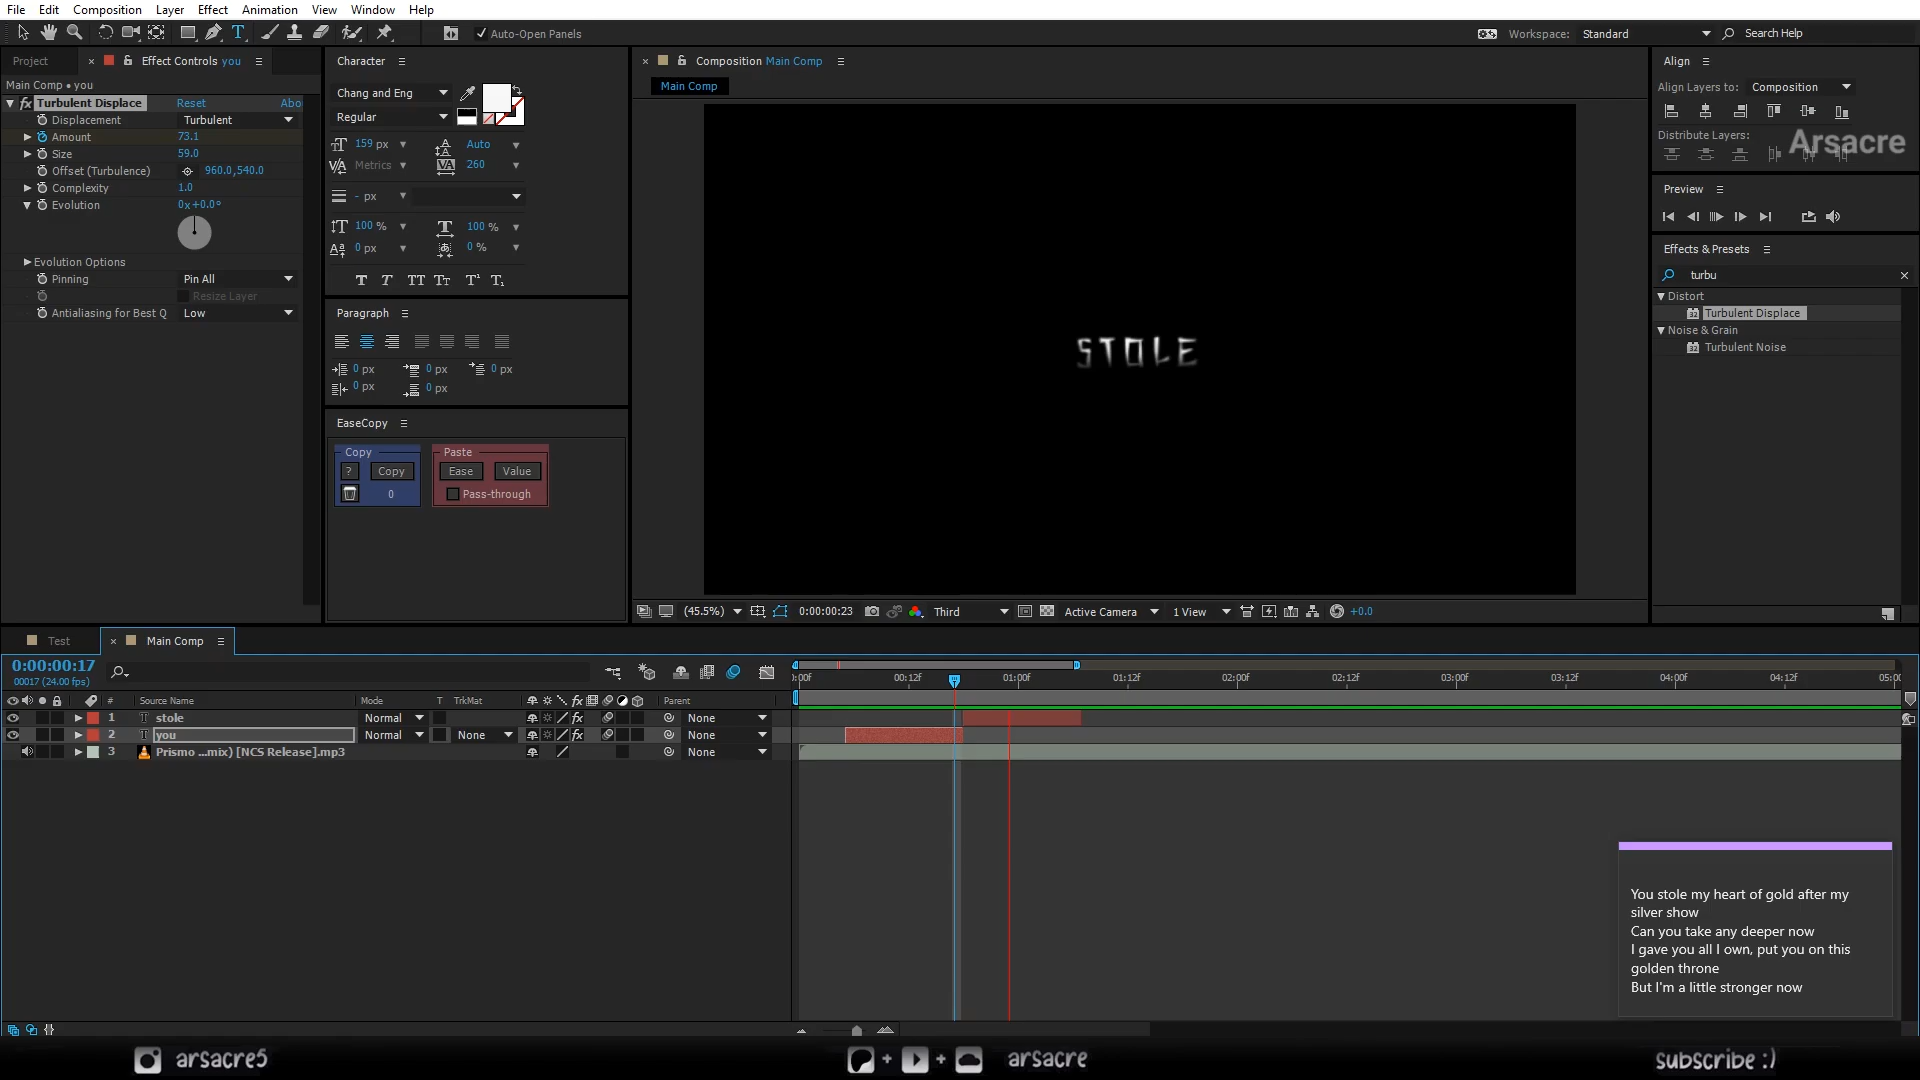 File Edit Composition Layer Effect Animation View Window Help
Auto-Open Panels
Workspace: Standard
Search Help
Project
Effect Controls you
Main Comp • you
fx Turbulent Displace Reset Abo
Displacement Turbulent
Amount 73.1
Size 59.0
Offset (Turbulence) 960.0,540.0
Complexity 1.0
Evolution 0x+0.0°
Evolution Options
Pinning Pin All
Resize Layer
Antialiasing for Best Q Low
Character
Chang and Eng
Regular
159 px Auto
Metrics 260
- px
100 % 100 %
0 px 0 %
Paragraph
0 px 0 px 0 px
0 px 0 px
EaseCopy
Copy Paste
? Copy Ease Value
0 Pass-through
Composition Main Comp
Main Comp
STOLE
(45.5%) 0:00:00:23 Third Active Camera 1 View +0.0
Align
Align Layers to: Composition
Distribute Layers:
Arsacre
Preview
Effects & Presets
turbu
Distort
Turbulent Displace
Noise & Grain
Turbulent Noise
Test Main Comp
0:00:00:17
00017 (24.00 fps)
# Source Name Mode T TrkMat Parent
1 stole Normal None
2 you Normal None None
3 Prismo ...mix) [NCS Release].mp3 None
):00f 00:12f 01:00f 01:12f 02:00f 02:12f 03:00f 03:12f 04:00f 04:12f 05:00
You stole my heart of gold after my
silver show
Can you take any deeper now
I gave you all I own, put you on this
golden throne
But I'm a little stronger now
arsacre5
+ + arsacre
subscribe :)